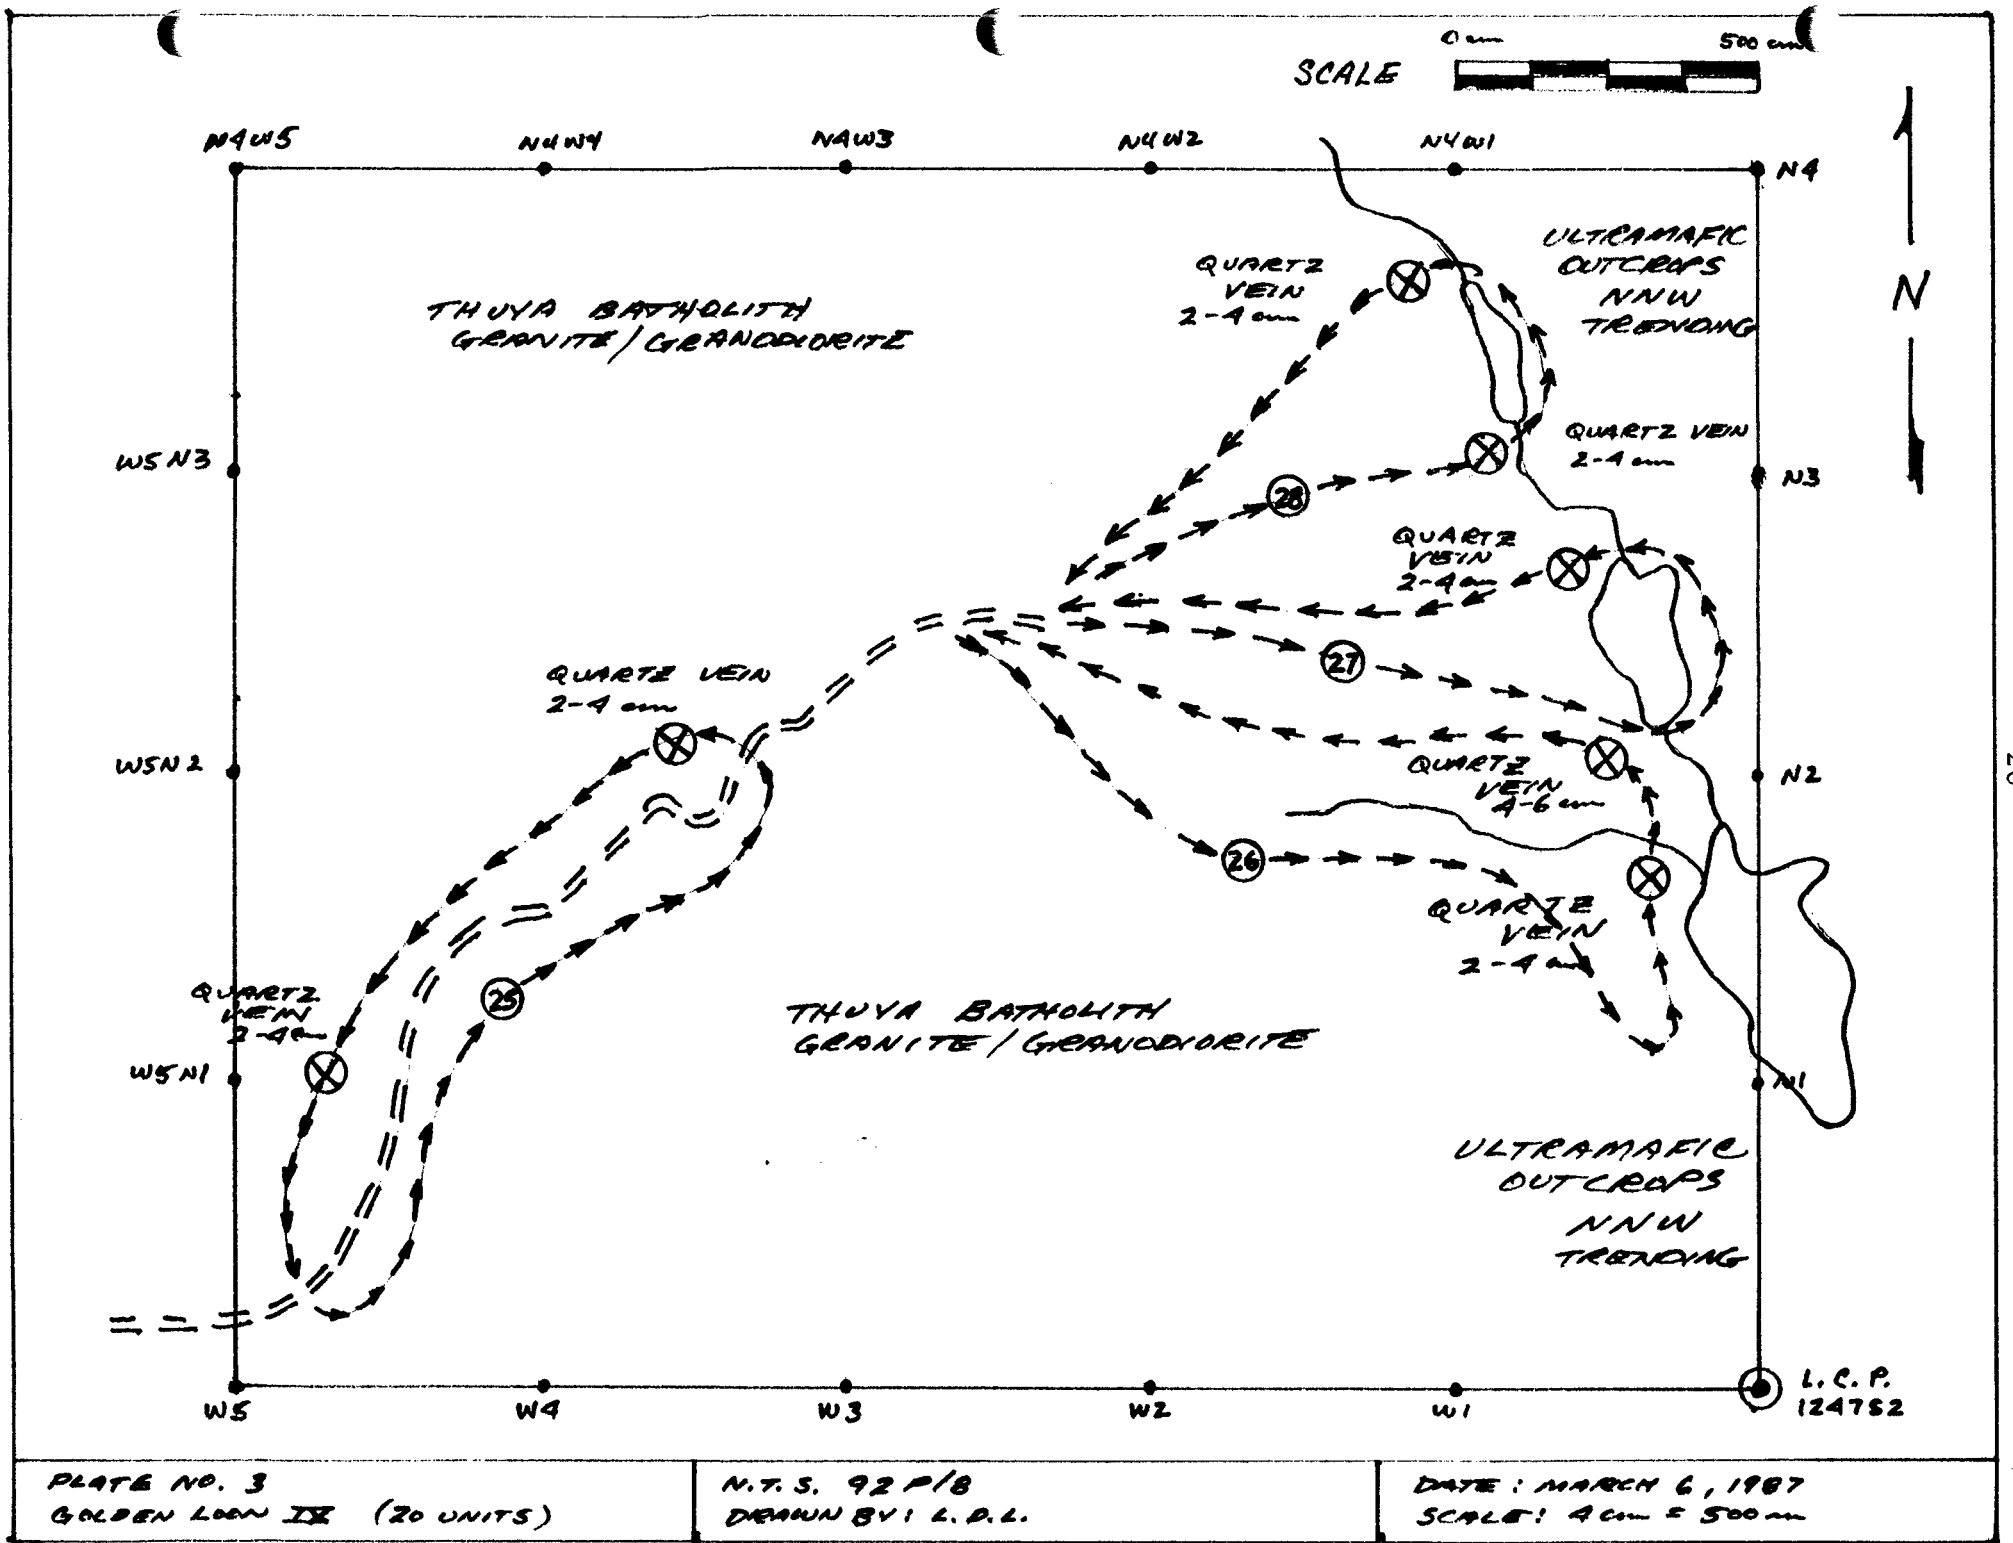 0 cm 500 cm
SCALE
N4W5 N4W4 N4W3 N4W2 N4W1 N4
ULTRAMAFIC
OUTCROPS
NNW
TRENDING
N
QUARTZ
VEIN
2-4 cm
THUYA BATHOLITH
GRANITE/GRANODIORITE
QUARTZ VEIN
2-4 cm
W5N3
N3
28
QUARTZ
VEIN
2-4 cm
27
QUARTZ VEIN
2-4 cm
W5N2
N2
QUARTZ
VEIN
4-6 cm
26
QUARTZ
VEIN
2-4 cm
QUARTZ
VEIN
2-4 cm
25
THUYA BATHOLITH
GRANITE/GRANODIORITE
W5N1
N1
ULTRAMAFIC
OUTCROPS
NNW
TRENDING
L.C.P.
124752
W5 W4 W3 W2 W1
PLATE NO. 3
GOLDEN LOON IV (20 UNITS)
N.T.S. 92 P/8
DRAWN BY: L.D.L.
DATE: MARCH 6, 1987
SCALE: 4 cm = 500 m